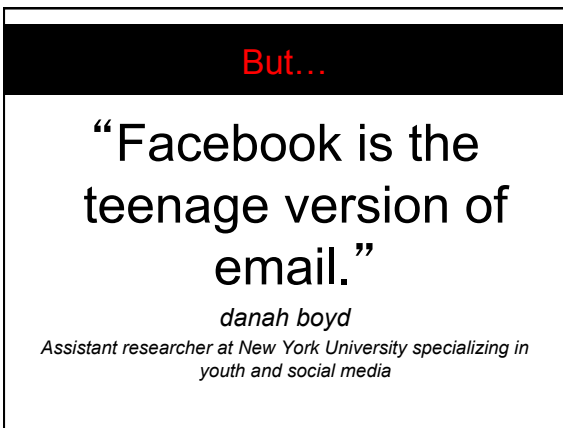 But…
“Facebook is the
teenage version of
email.”
danah boyd
Assistant researcher at New York University specializing in
youth and social media